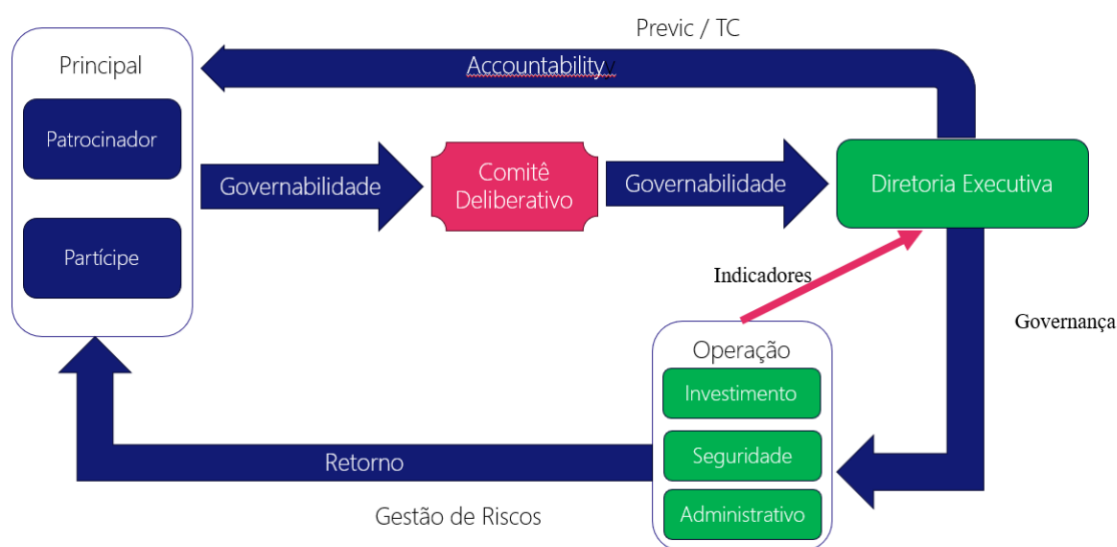 Previc / TC
Principal
Accountabilityv
Patrocinador
Governabilidade
Comitê
Deliberativo
Governabilidade
Diretoria Executiva
Partícipe
Indicadores
Governança
Operação
Investimento
Retorno
Seguridade
Gestão de Riscos
Administrativo